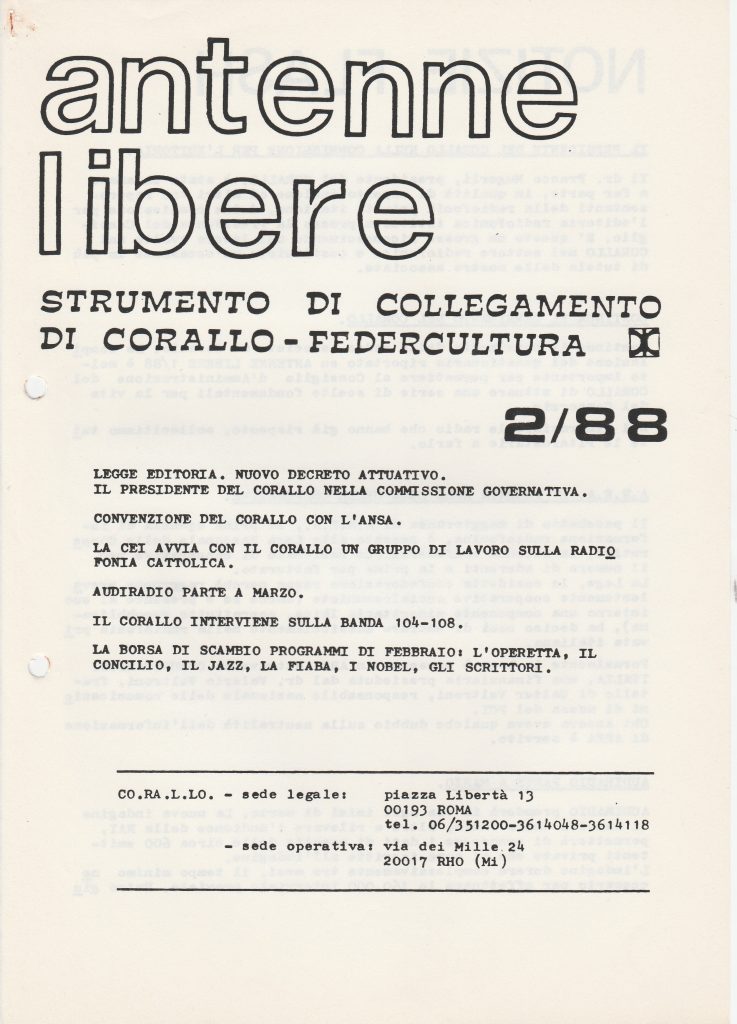 antenne
libere
STRUMENTO DI COLLEGAMENTO
DI CORALLO - FEDERCULTURA
2/88
LEGGE EDITORIA. NUOVO DECRETO ATTUATIVO.
IL PRESIDENTE DEL CORALLO NELLA COMMISSIONE GOVERNATIVA.
CONVENZIONE DEL CORALLO CON L'ANSA.
LA CEI AVVIA CON IL CORALLO UN GRUPPO DI LAVORO SULLA RADIO
FONIA CATTOLICA.
AUDIRADIO PARTE A MARZO.
IL CORALLO INTERVIENE SULLA BANDA 104-108.
LA BORSA DI SCAMBIO PROGRAMMI DI FEBBRAIO: L'OPERETTA, IL
CONCILIO, IL JAZZ, LA FIABA, I NOBEL, GLI SCRITTORI.
CO.RA.L.LO. - sede legale: piazza Libertà 13
00193 ROMA
tel. 06/351200-3614048-3614118
- sede operativa: via dei Mille 24
20017 RHO (Mi)